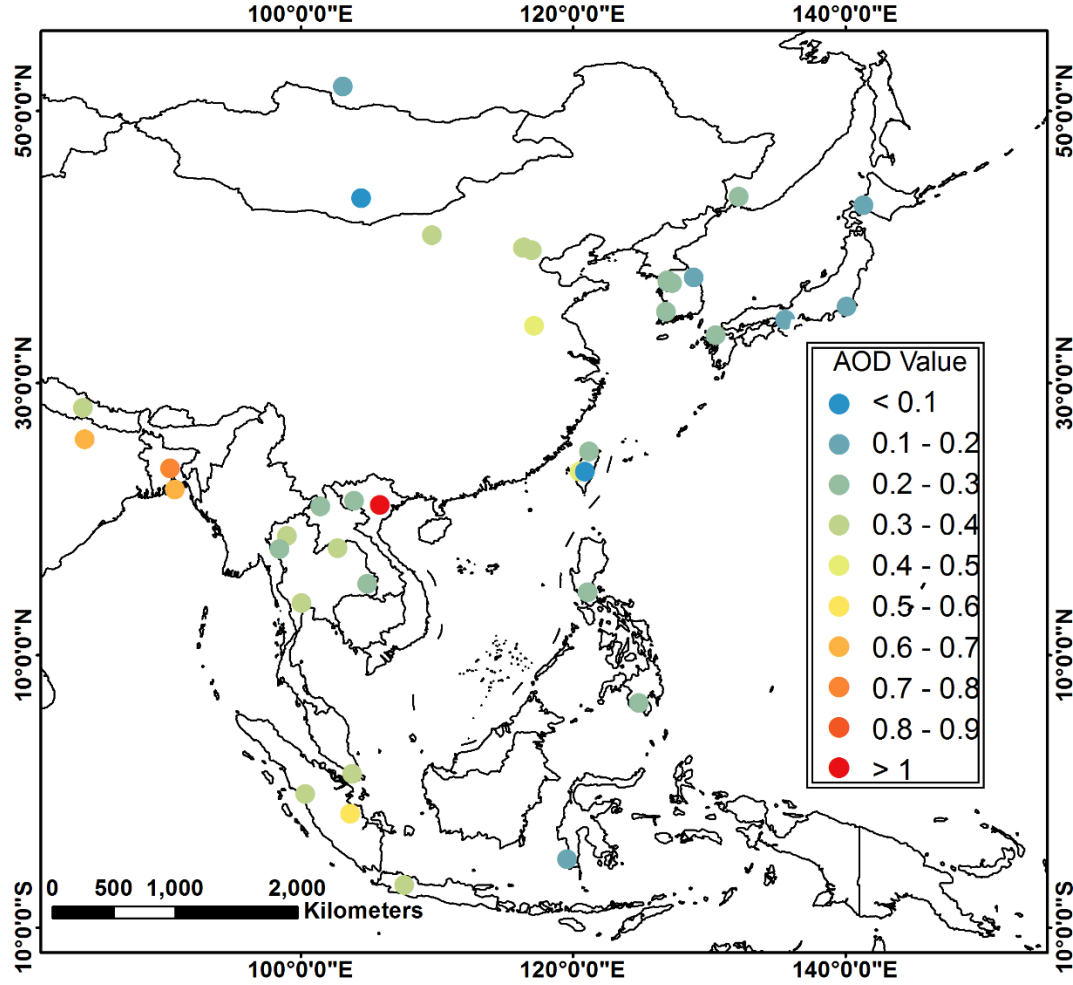 100°0'0"E 120°0'0"E 140°0'0"E
50°0'0"N 50°0'0"N
30°0'0"N 30°0'0"N
AOD Value
< 0.1
0.1 - 0.2
0.2 - 0.3
0.3 - 0.4
0.4 - 0.5
0.5 - 0.6
0.6 - 0.7
0.7 - 0.8
0.8 - 0.9
> 1
10°0'0"N 10°0'0"N
0 500 1,000 2,000
Kilometers
10°0'0"S 10°0'0"S
100°0'0"E 120°0'0"E 140°0'0"E